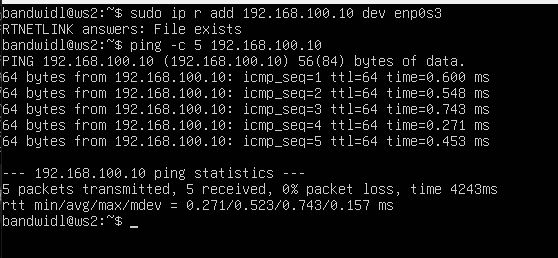 bandwidl@ws2:~$ sudo ip r add 192.168.100.10 dev enp0s3
RTNETLINK answers: File exists
bandwidl@ws2:~$ ping -c 5 192.168.100.10
PING 192.168.100.10 (192.168.100.10) 56(84) bytes of data.
64 bytes from 192.168.100.10: icmp_seq=1 ttl=64 time=0.600 ms
64 bytes from 192.168.100.10: icmp_seq=2 ttl=64 time=0.548 ms
64 bytes from 192.168.100.10: icmp_seq=3 ttl=64 time=0.743 ms
64 bytes from 192.168.100.10: icmp_seq=4 ttl=64 time=0.271 ms
64 bytes from 192.168.100.10: icmp_seq=5 ttl=64 time=0.453 ms

--- 192.168.100.10 ping statistics ---
5 packets transmitted, 5 received, 0% packet loss, time 4243ms
rtt min/avg/max/mdev = 0.271/0.523/0.743/0.157 ms
bandwidl@ws2:~$ _